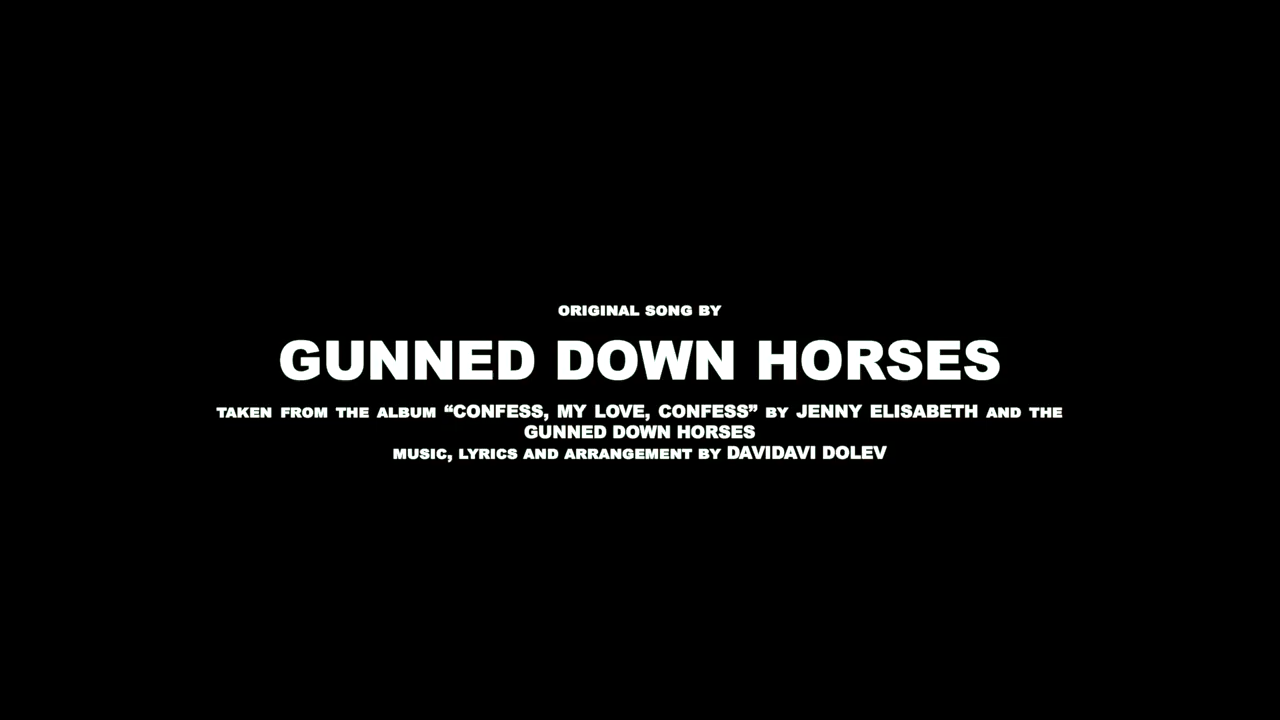 ORIGINAL SONG BY
GUNNED DOWN HORSES
TAKEN FROM THE ALBUM “CONFESS, MY LOVE, CONFESS” BY JENNY ELISABETH AND THE
GUNNED DOWN HORSES
MUSIC, LYRICS AND ARRANGEMENT BY DAVIDAVI DOLEV